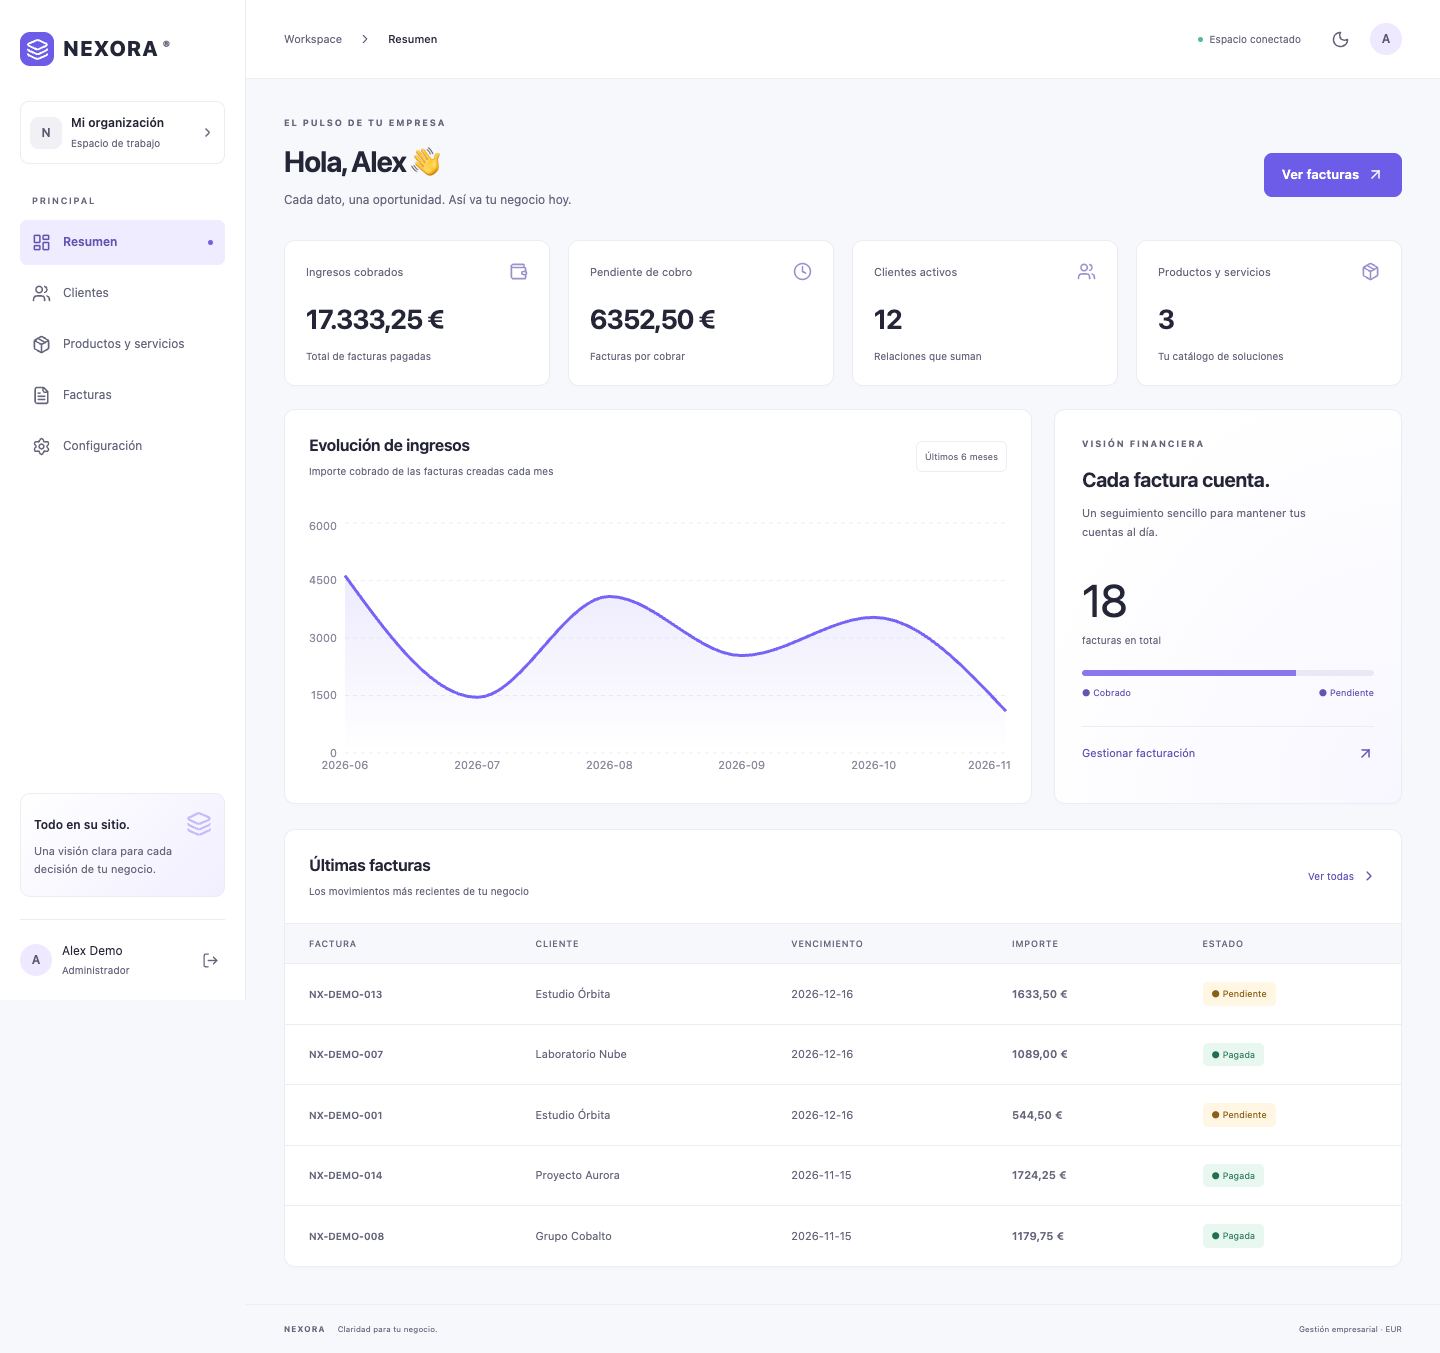 NEXORA ®
N
Mi organización
Espacio de trabajo
PRINCIPAL
Resumen
Clientes
Productos y servicios
Facturas
Configuración
Todo en su sitio.
Una visión clara para cada
decisión de tu negocio.
A
Alex Demo
Administrador
Workspace
Resumen
Espacio conectado
A
EL PULSO DE TU EMPRESA
Hola, Alex 👋
Cada dato, una oportunidad. Así va tu negocio hoy.
Ver facturas
Ingresos cobrados
17.333,25 €
Total de facturas pagadas
Pendiente de cobro
6352,50 €
Facturas por cobrar
Clientes activos
12
Relaciones que suman
Productos y servicios
3
Tu catálogo de soluciones
Evolución de ingresos
Importe cobrado de las facturas creadas cada mes
Últimos 6 meses
6000
4500
3000
1500
0
2026-06 2026-07 2026-08 2026-09 2026-10 2026-11
VISIÓN FINANCIERA
Cada factura cuenta.
Un seguimiento sencillo para mantener tus
cuentas al día.
18
facturas en total
Cobrado Pendiente
Gestionar facturación
Últimas facturas
Los movimientos más recientes de tu negocio
Ver todas
FACTURA CLIENTE VENCIMIENTO IMPORTE ESTADO
NX-DEMO-013 Estudio Órbita 2026-12-16 1633,50 € Pendiente
NX-DEMO-007 Laboratorio Nube 2026-12-16 1089,00 € Pagada
NX-DEMO-001 Estudio Órbita 2026-12-16 544,50 € Pendiente
NX-DEMO-014 Proyecto Aurora 2026-11-15 1724,25 € Pagada
NX-DEMO-008 Grupo Cobalto 2026-11-15 1179,75 € Pagada
NEXORA Claridad para tu negocio.
Gestión empresarial · EUR